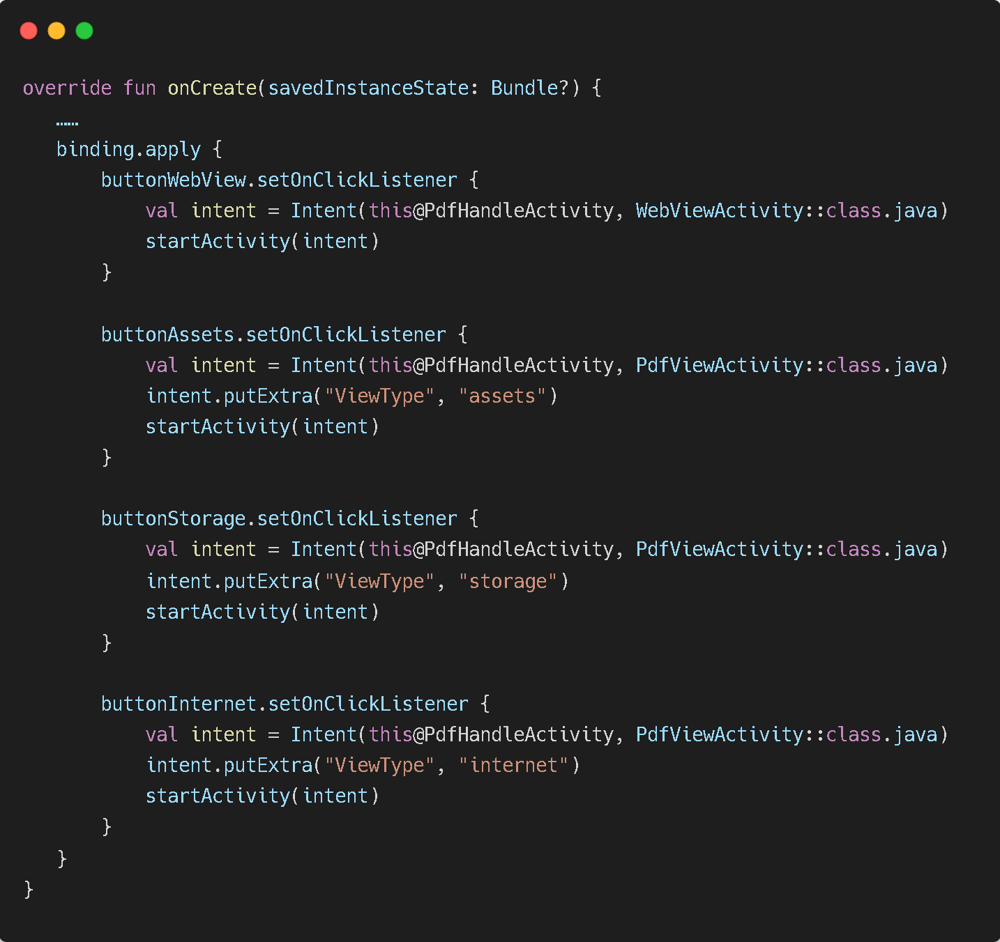 override fun onCreate(savedInstanceState: Bundle?) {
   ……
   binding.apply {
       buttonWebView.setOnClickListener {
           val intent = Intent(this@PdfHandleActivity, WebViewActivity::class.java)
           startActivity(intent)
       }

       buttonAssets.setOnClickListener {
           val intent = Intent(this@PdfHandleActivity, PdfViewActivity::class.java)
           intent.putExtra("ViewType", "assets")
           startActivity(intent)
       }

       buttonStorage.setOnClickListener {
           val intent = Intent(this@PdfHandleActivity, PdfViewActivity::class.java)
           intent.putExtra("ViewType", "storage")
           startActivity(intent)
       }

       buttonInternet.setOnClickListener {
           val intent = Intent(this@PdfHandleActivity, PdfViewActivity::class.java)
           intent.putExtra("ViewType", "internet")
           startActivity(intent)
       }
   }
}